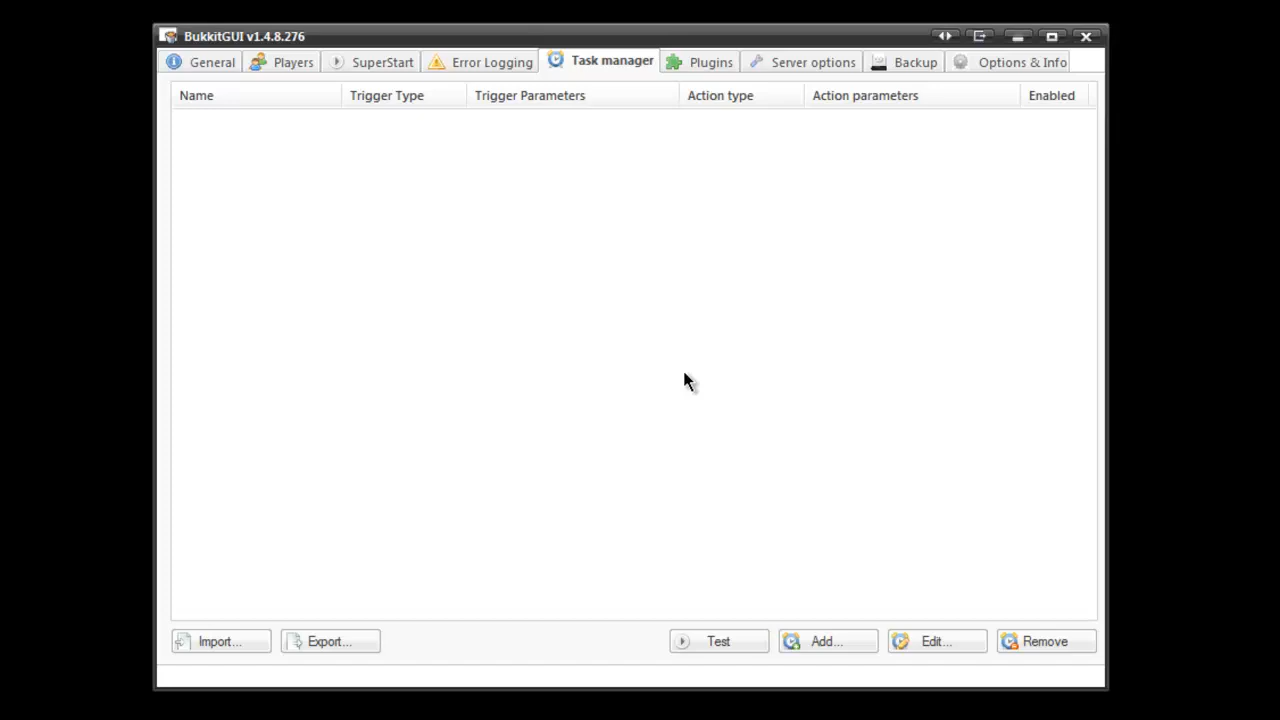 BukkitGUI v1.4.8.276
General Players SuperStart Error Logging Task manager Plugins Server options Backup Options & Info
Name Trigger Type Trigger Parameters Action type Action parameters Enabled
Import... Export... Test Add... Edit... Remove